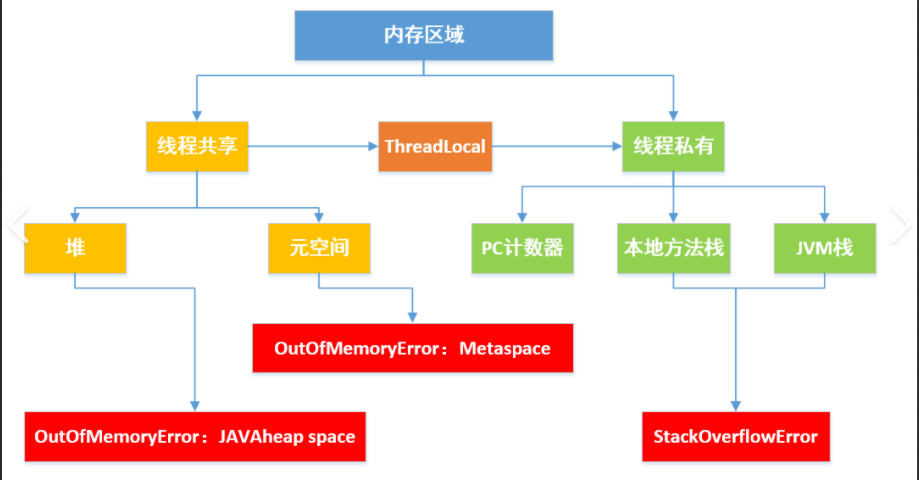 内存区域
线程共享
ThreadLocal
线程私有
堆
元空间
PC计数器
本地方法栈
JVM栈
OutOfMemoryError：Metaspace
OutOfMemoryError：JAVAheap space
StackOverflowError